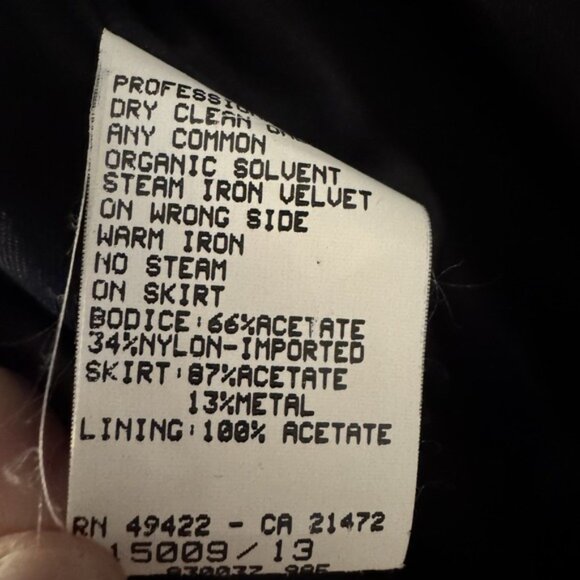 DRY CLEAN
ANY COMMON
ORGANIC SOLVENT
STEAM IRON VELVET
ON WRONG SIDE
WARM IRON
NO STEAM
ON SKIRT
BODICE:66%ACETATE
34%NYLON-IMPORTED
SKIRT:87%ACETATE
13%METAL
LINING:100% ACETATE
RN 49422 - CA 21472
15009/13